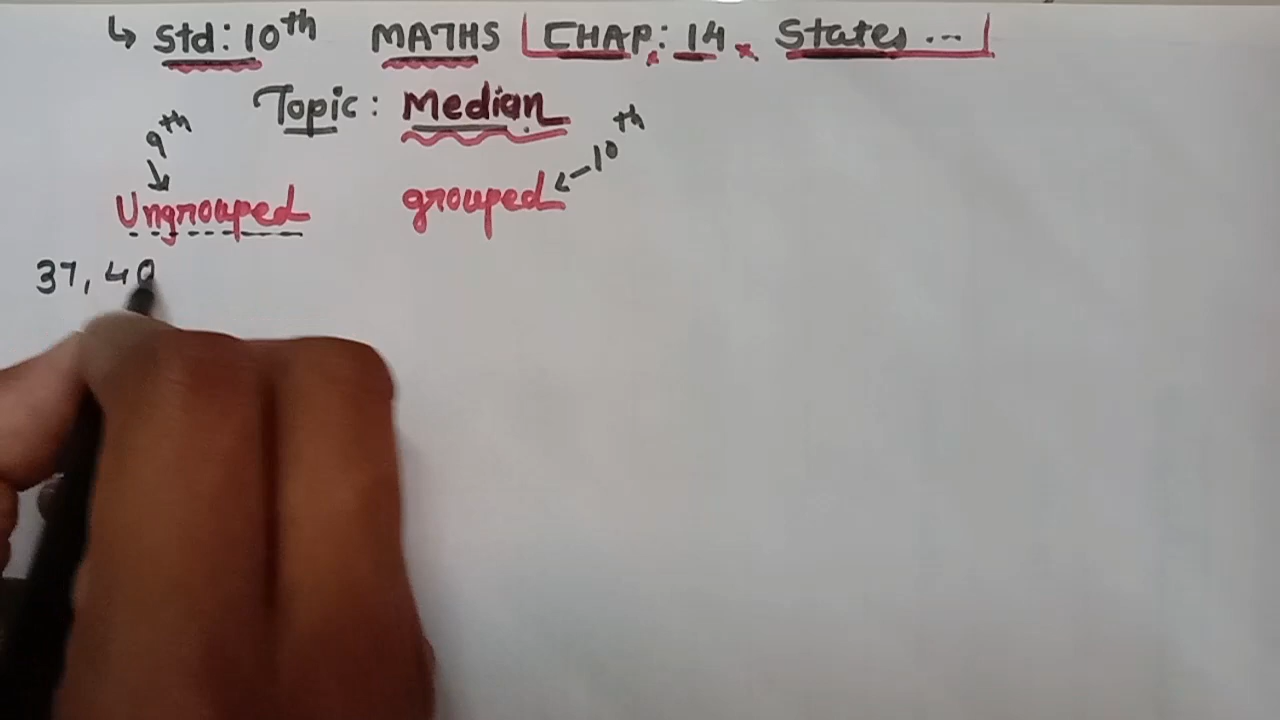 ↳ Std: 10th MATHS CHAP: 14 States ...
Topic: Median
9th 10th
Ungrouped grouped
37, 40